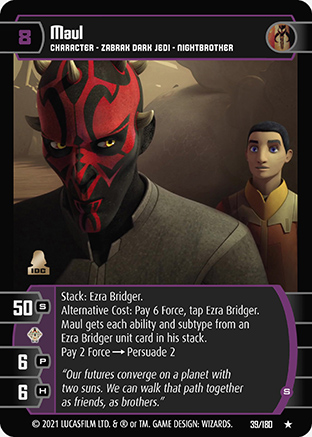 8 Maul
CHARACTER • ZABRAK DARK JEDI • NIGHTBROTHER
IDC
50 S
6 P
6 H
Stack: Ezra Bridger.
Alternative Cost: Pay 6 Force, tap Ezra Bridger.
Maul gets each ability and subtype from an
Ezra Bridger unit card in his stack.
Pay 2 Force → Persuade 2
“Our futures converge on a planet with
two suns. We can walk that path together
as friends, as brothers.”
S
© 2021 LUCASFILM LTD. & ® or TM. GAME DESIGN: WIZARDS. 39/180 ★